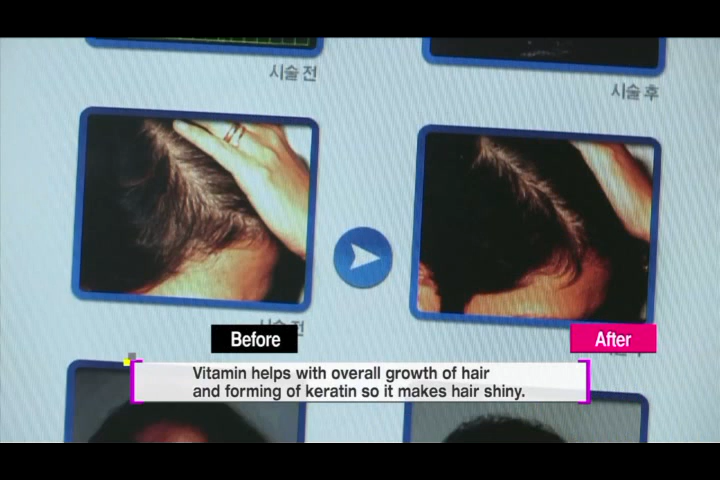 시술 전
시술 후
시술 전
Before
After
Vitamin helps with overall growth of hair
and forming of keratin so it makes hair shiny.